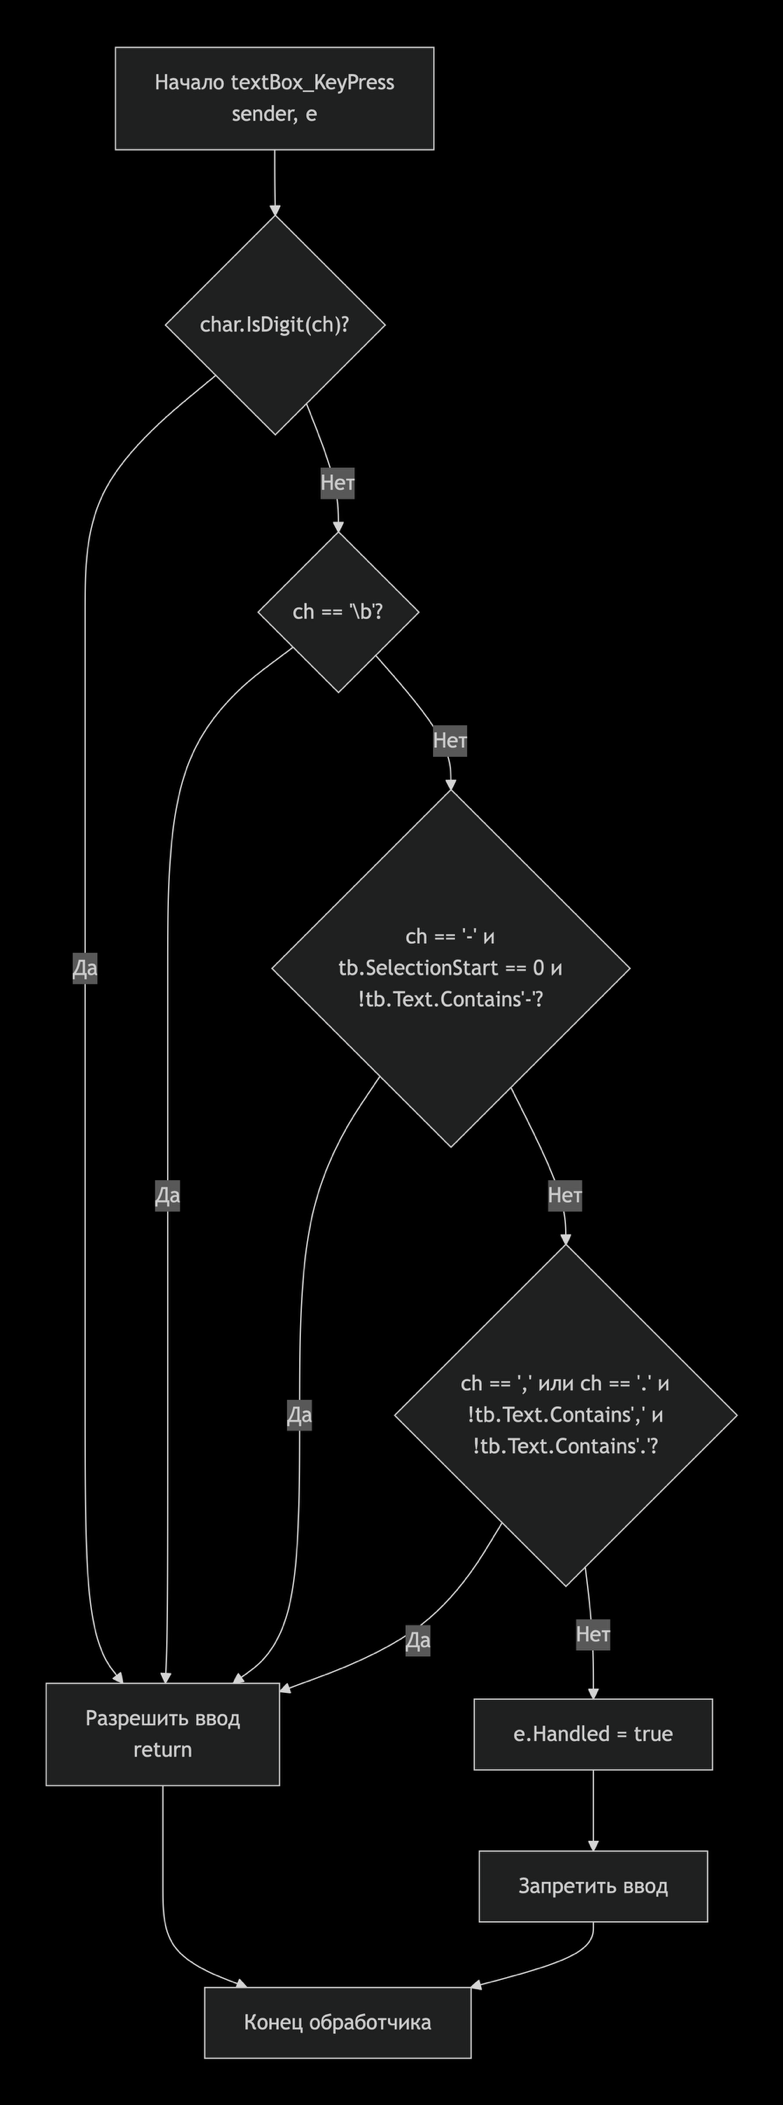 Начало textBox_KeyPress
sender, e
char.IsDigit(ch)?
Нет
ch == '\b'?
Нет
ch == '-' и
tb.SelectionStart == 0 и
!tb.Text.Contains'-'?
Да
Да
Нет
ch == ',' или ch == '.' и
!tb.Text.Contains',' и
!tb.Text.Contains'.'?
Да
Да
Нет
Разрешить ввод
return
e.Handled = true
Запретить ввод
Конец обработчика